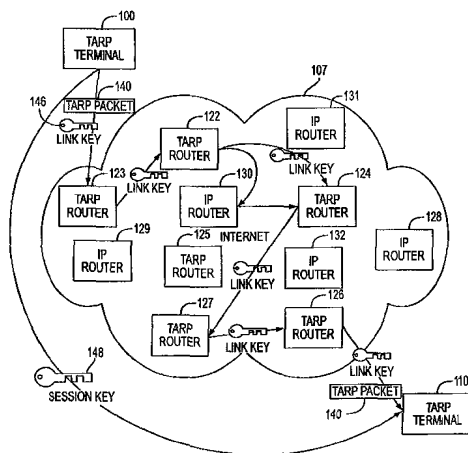 100
TARP
TERMINAL
140
TARP PACKET
146
LINK KEY
107
131
IP
ROUTER
122
TARP
ROUTER
LINK KEY
123
TARP
ROUTER
LINK KEY
130
IP
ROUTER
124
TARP
ROUTER
129
IP
ROUTER
125
TARP
ROUTER
INTERNET
132
IP
ROUTER
128
IP
ROUTER
LINK KEY
127
TARP
ROUTER
126
TARP
ROUTER
LINK KEY
LINK KEY
148
SESSION KEY
TARP PACKET
140
110
TARP
TERMINAL